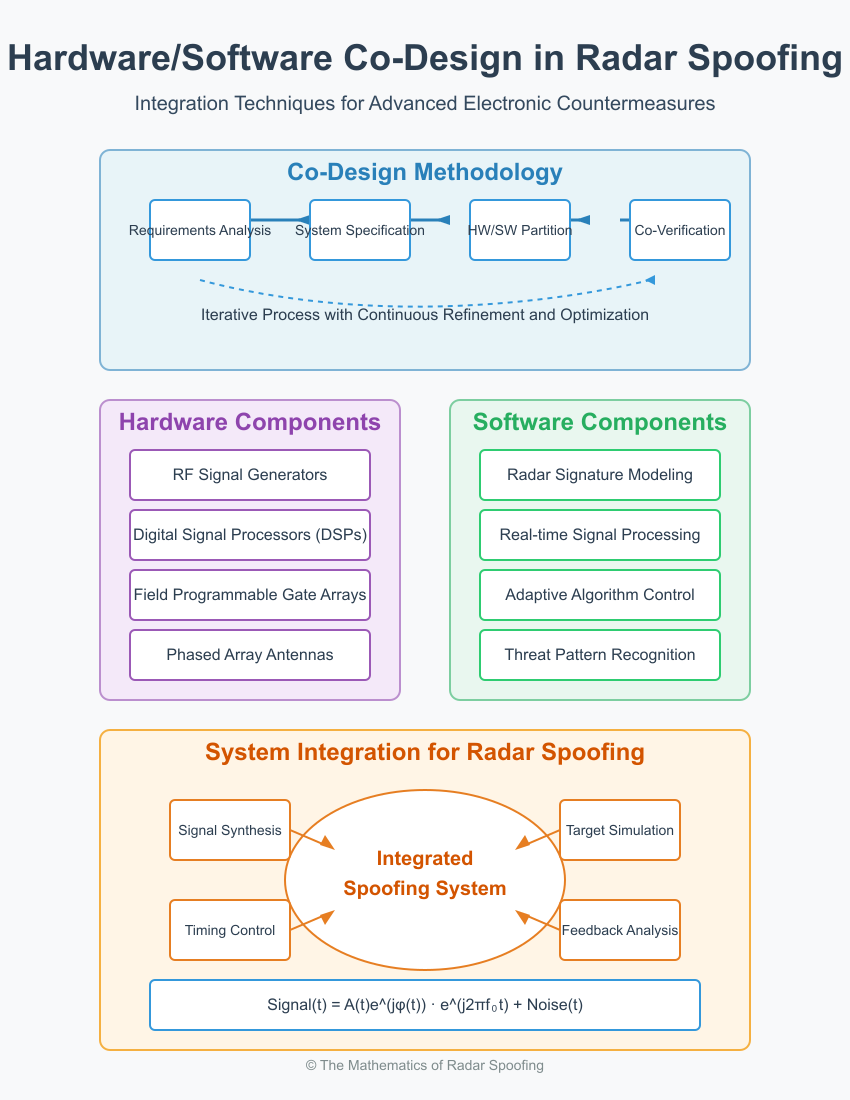 Hardware/Software Co-Design in Radar Spoofing
Integration Techniques for Advanced Electronic Countermeasures
Co-Design Methodology
Requirements Analysis
System Specification
HW/SW Partition
Co-Verification
Iterative Process with Continuous Refinement and Optimization
Hardware Components
RF Signal Generators
Digital Signal Processors (DSPs)
Field Programmable Gate Arrays
Phased Array Antennas
Software Components
Radar Signature Modeling
Real-time Signal Processing
Adaptive Algorithm Control
Threat Pattern Recognition
System Integration for Radar Spoofing
Signal Synthesis
Target Simulation
Integrated
Spoofing System
Timing Control
Feedback Analysis
Signal(t) = A(t)e^(jφ(t)) · e^(j2πf₀t) + Noise(t)
© The Mathematics of Radar Spoofing